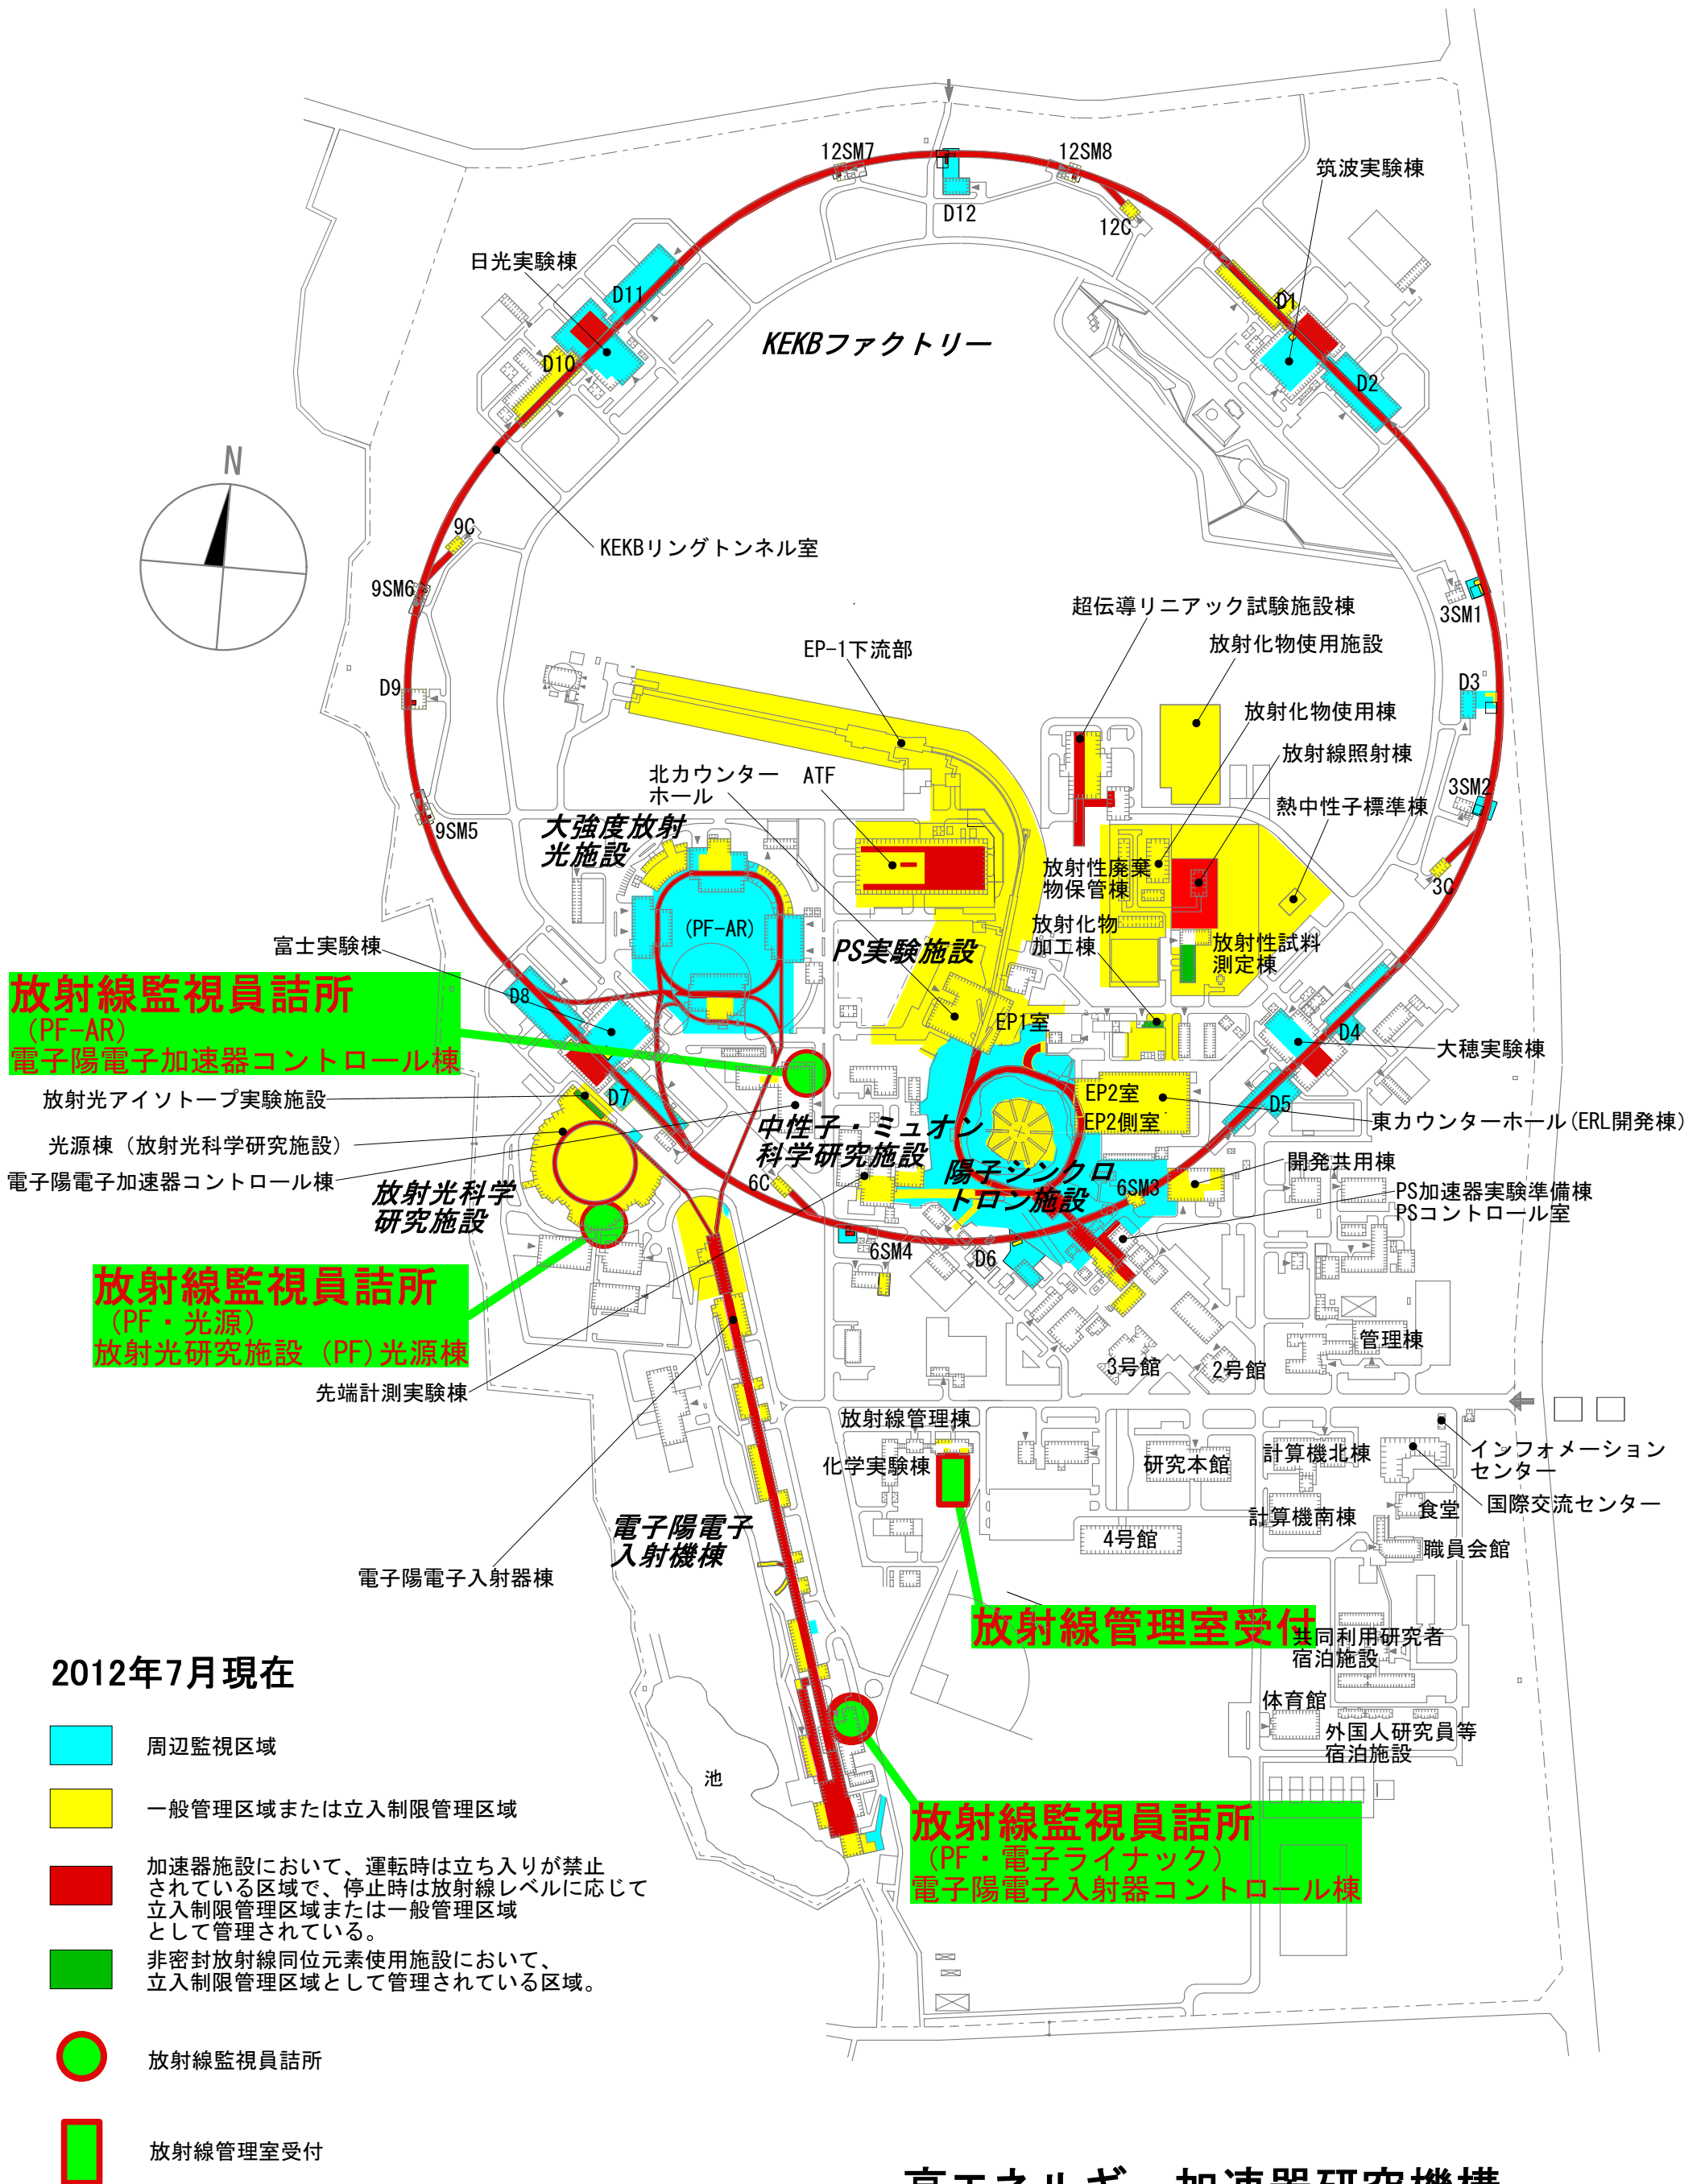 12SM7
12SM8
筑波実験棟
D12
12C
日光実験棟
D11
D1
KEKBファクトリー
D10
D2
N
9C
KEKBリングトンネル室
9SM6
超伝導リニアック試験施設棟
3SM1
EP-1下流部
放射化物使用施設
D9
D3
放射化物使用棟
放射線照射棟
北カウンター
ホール
ATF
3SM2
熱中性子標準棟
9SM5
大強度放射
光施設
放射性廃棄
物保管棟
3C
(PF-AR)
放射化物
加工棟
PS実験施設
放射性試料
測定棟
富士実験棟
放射線監視員詰所
(PF-AR)
電子陽電子加速器コントロール棟
D8
EP1室
D4
大穂実験棟
放射光アイソトープ実験施設
D7
EP2室
EP2側室
D5
東カウンターホール(ERL開発棟)
光源棟（放射光科学研究施設）
中性子・ミュオン
科学研究施設
電子陽電子加速器コントロール棟
放射光科学
研究施設
6C
陽子シンクロ
トロン施設
開発共用棟
6SM3
PS加速器実験準備棟
PSコントロール室
6SM4
D6
放射線監視員詰所
（PF・光源）
放射光研究施設（PF)光源棟
管理棟
3号館
2号館
先端計測実験棟
放射線管理棟
化学実験棟
研究本館
計算機北棟
インフォメーション
センター
国際交流センター
計算機南棟
食堂
4号館
職員会館
電子陽電子
入射機棟
電子陽電子入射器棟
放射線管理室受付
共同利用研究者
宿泊施設
体育館
外国人研究員等
宿泊施設
池
放射線監視員詰所
（PF・電子ライナック）
電子陽電子入射器コントロール棟
2012年7月現在
周辺監視区域
一般管理区域または立入制限管理区域
加速器施設において、運転時は立ち入りが禁止
されている区域で、停止時は放射線レベルに応じて
立入制限管理区域または一般管理区域
として管理されている。
非密封放射線同位元素使用施設において、
立入制限管理区域として管理されている区域。
放射線監視員詰所
放射線管理室受付
高エネルギー加速器研究機構